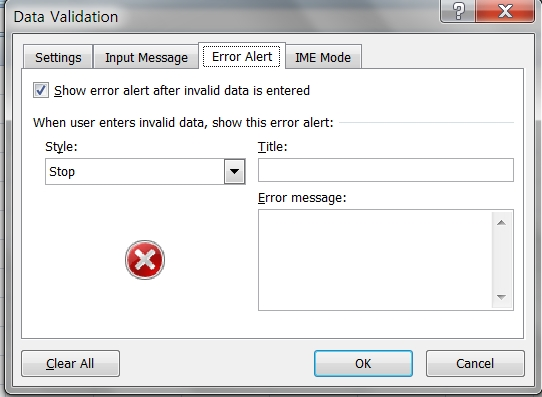 Data Validation
Settings Input Message Error Alert IME Mode
Show error alert after invalid data is entered
When user enters invalid data, show this error alert:
Style: Title:
Stop
Error message:
Clear All OK Cancel